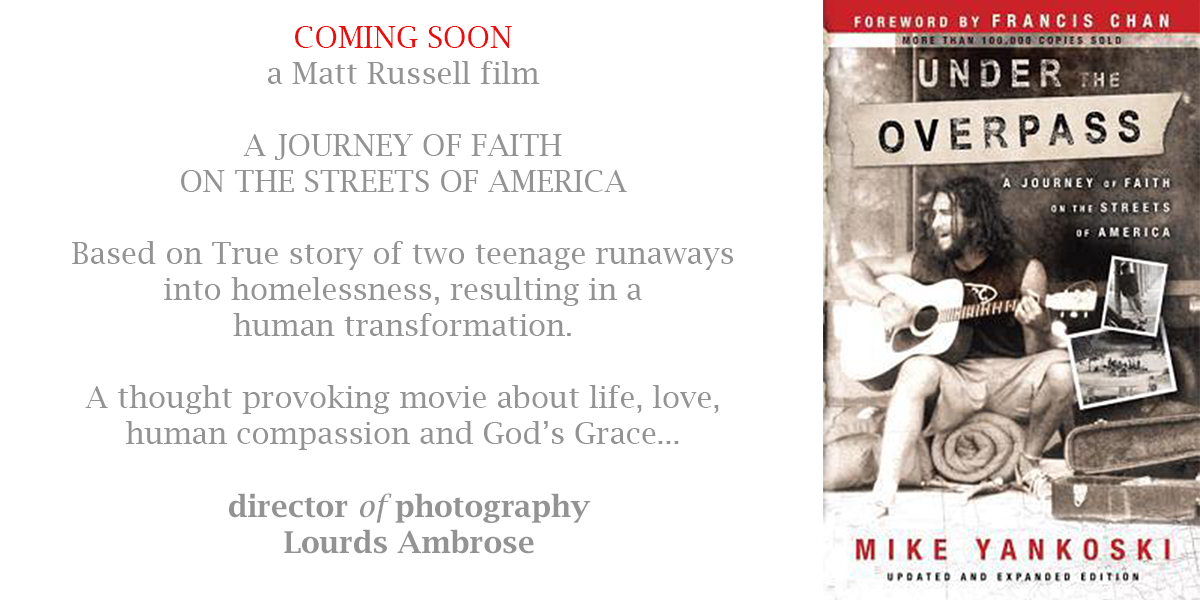 COMING SOON
a Matt Russell film
A JOURNEY OF FAITH
ON THE STREETS OF AMERICA
Based on True story of two teenage runaways
into homelessness, resulting in a
human transformation.
A thought provoking movie about life, love,
human compassion and God’s Grace...
director of photography
Lourds Ambrose
FOREWORD BY FRANCIS CHAN
MORE THAN 100,000 COPIES SOLD
UNDER THE
OVERPASS
A JOURNEY OF FAITH
ON THE STREETS
OF AMERICA
MIKE YANKOSKI
UPDATED AND EXPANDED EDITION